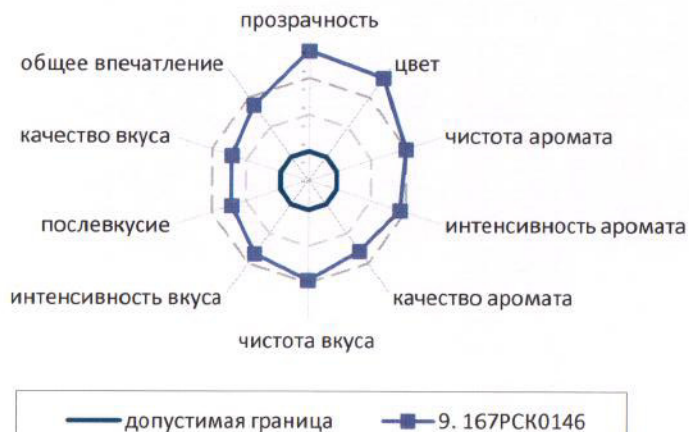 прозрачность
общее впечатление
цвет
качество вкуса
чистота аромата
послевкусие
интенсивность аромата
интенсивность вкуса
качество аромата
чистота вкуса
допустимая граница
9. 167РСК0146